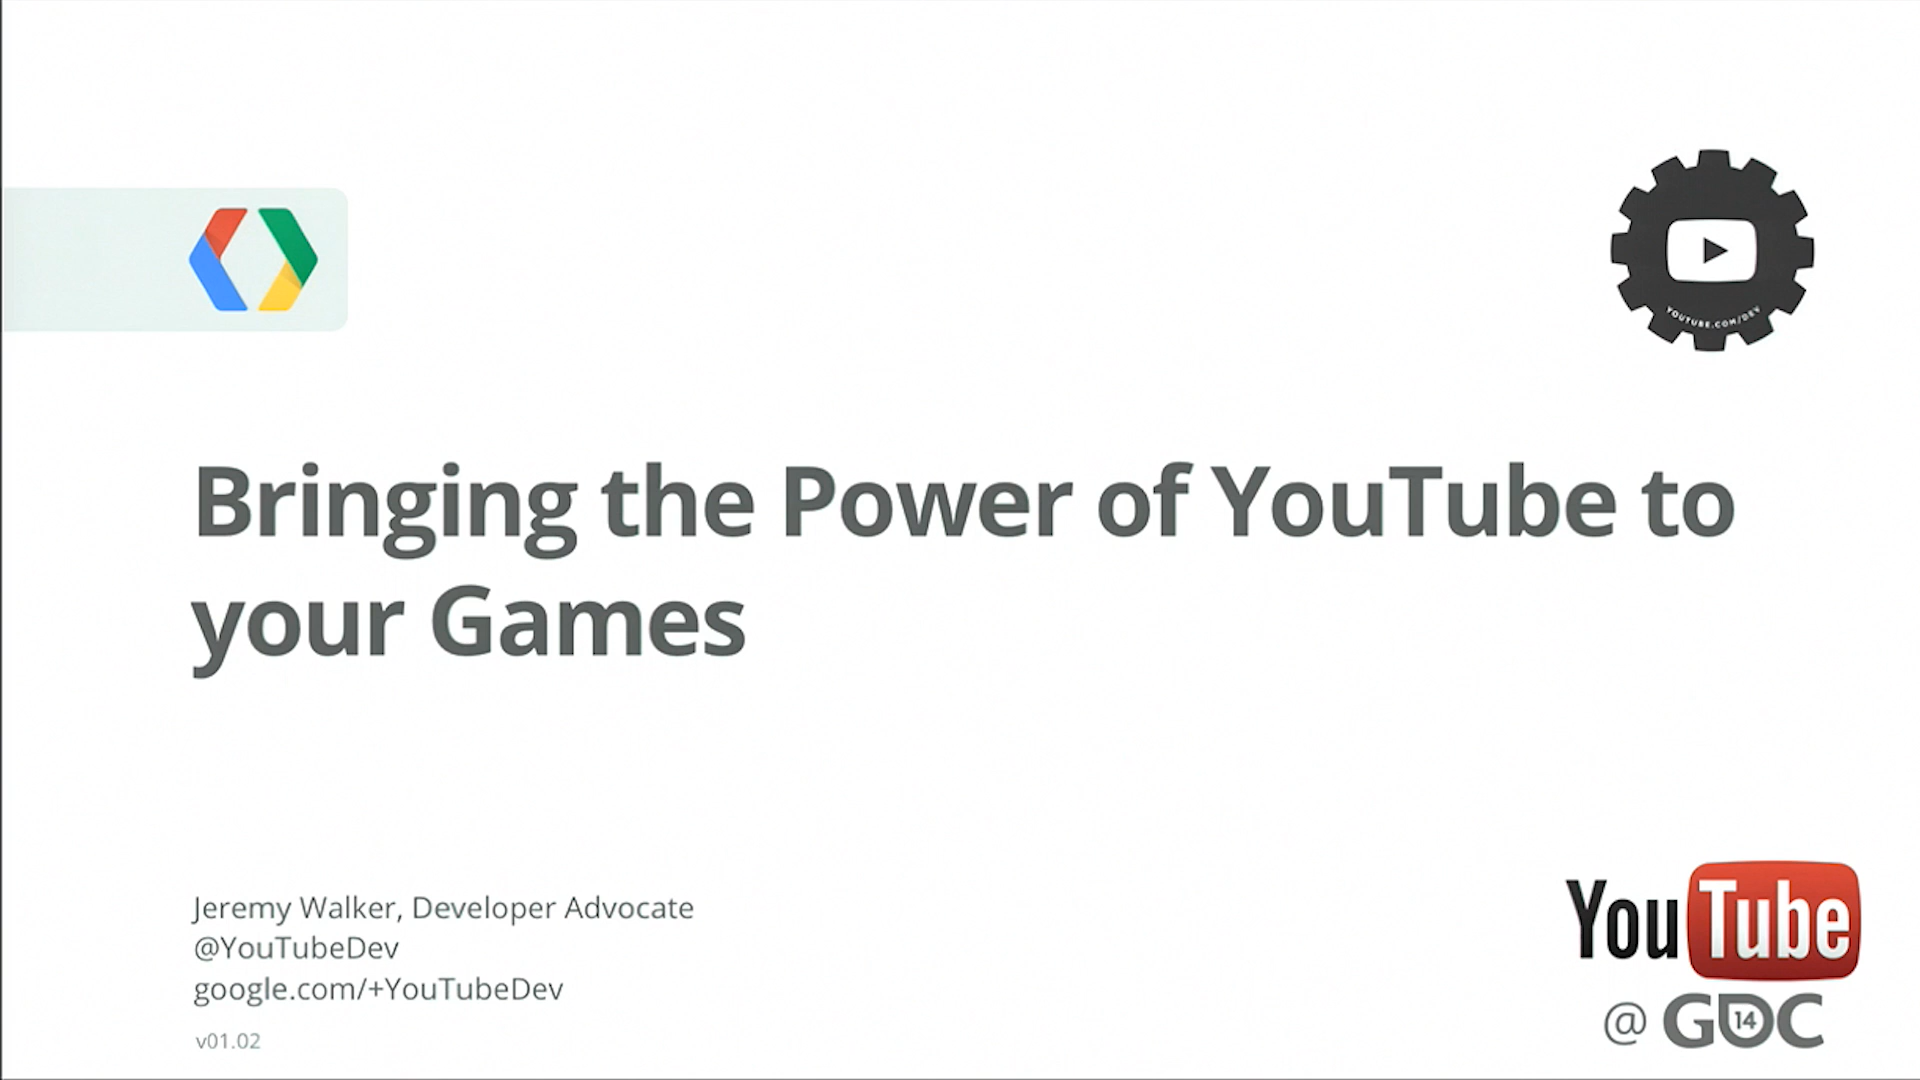 YOUTUBE.COM/DEV
Bringing the Power of YouTube to
your Games
Jeremy Walker, Developer Advocate
@YouTubeDev
google.com/+YouTubeDev
v01.02
YouTube
@ GDC
14